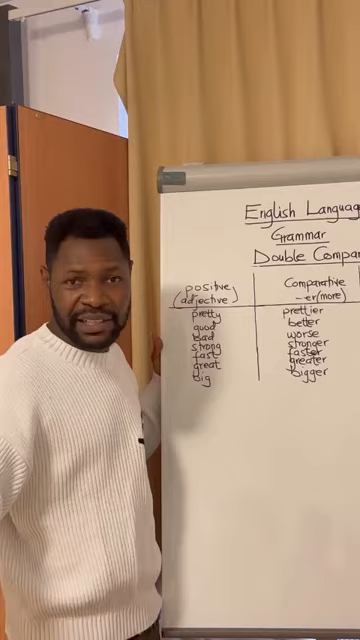 English Languag
Grammar
Double Compar
positive Comparative
(adjective) -er(more)
pretty prettier
good better
bad worse
strong stronger
fast faster
great greater
big bigger